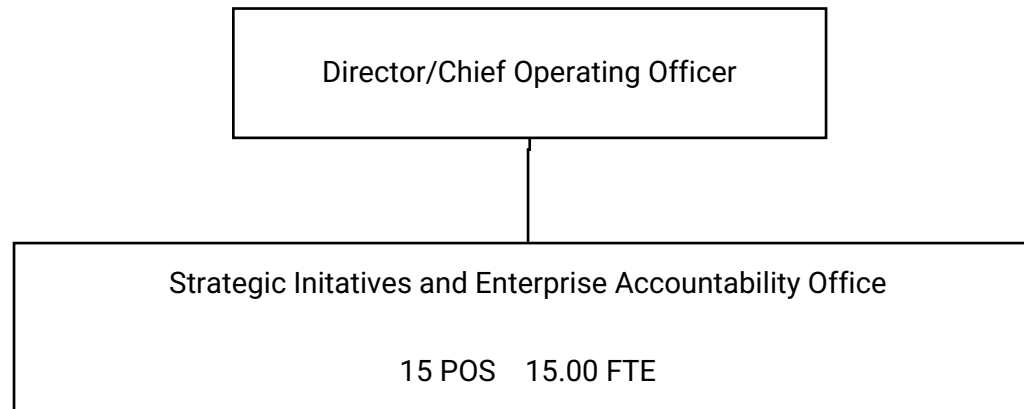 Director/Chief Operating Officer
Strategic Initatives and Enterprise Accountability Office
15 POS 15.00 FTE